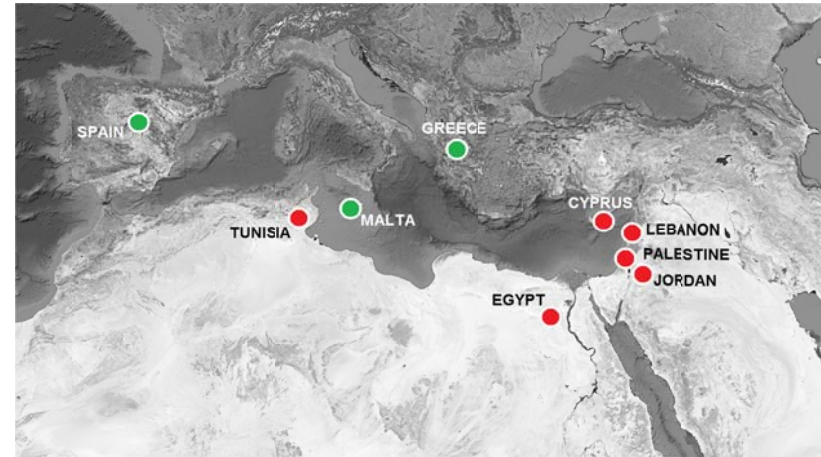 SPAIN
GREECE
CYPRUS
TUNISIA
MALTA
LEBANON
PALESTINE
JORDAN
EGYPT